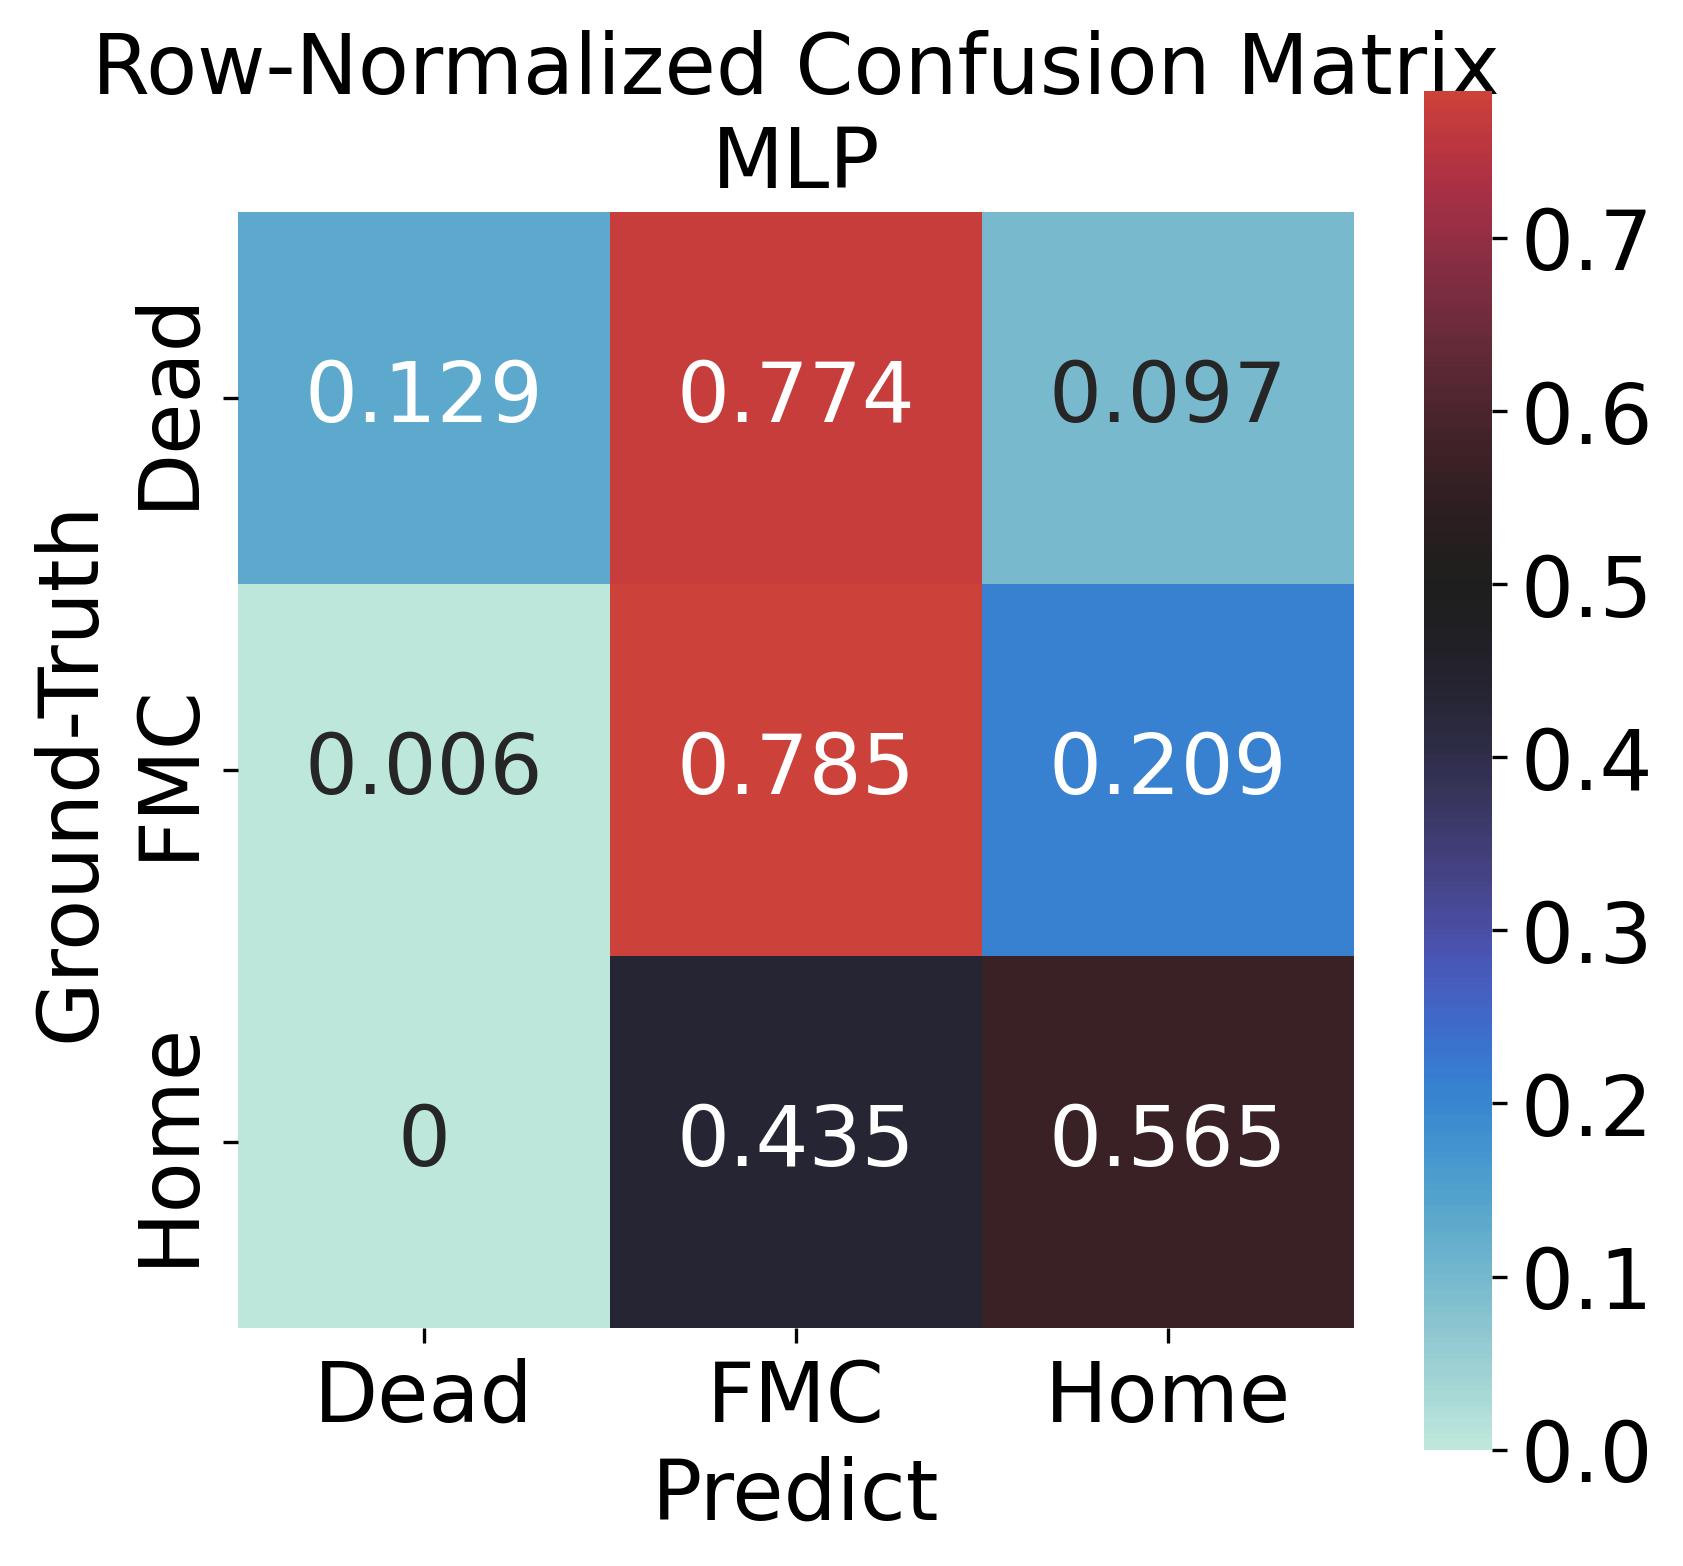 Row-Normalized Confusion Matrix
MLP
Ground-Truth
Dead
FMC
Home
0.129 0.774 0.097
0.006 0.785 0.209
0 0.435 0.565
Dead FMC Home
Predict
0.7
0.6
0.5
0.4
0.3
0.2
0.1
0.0